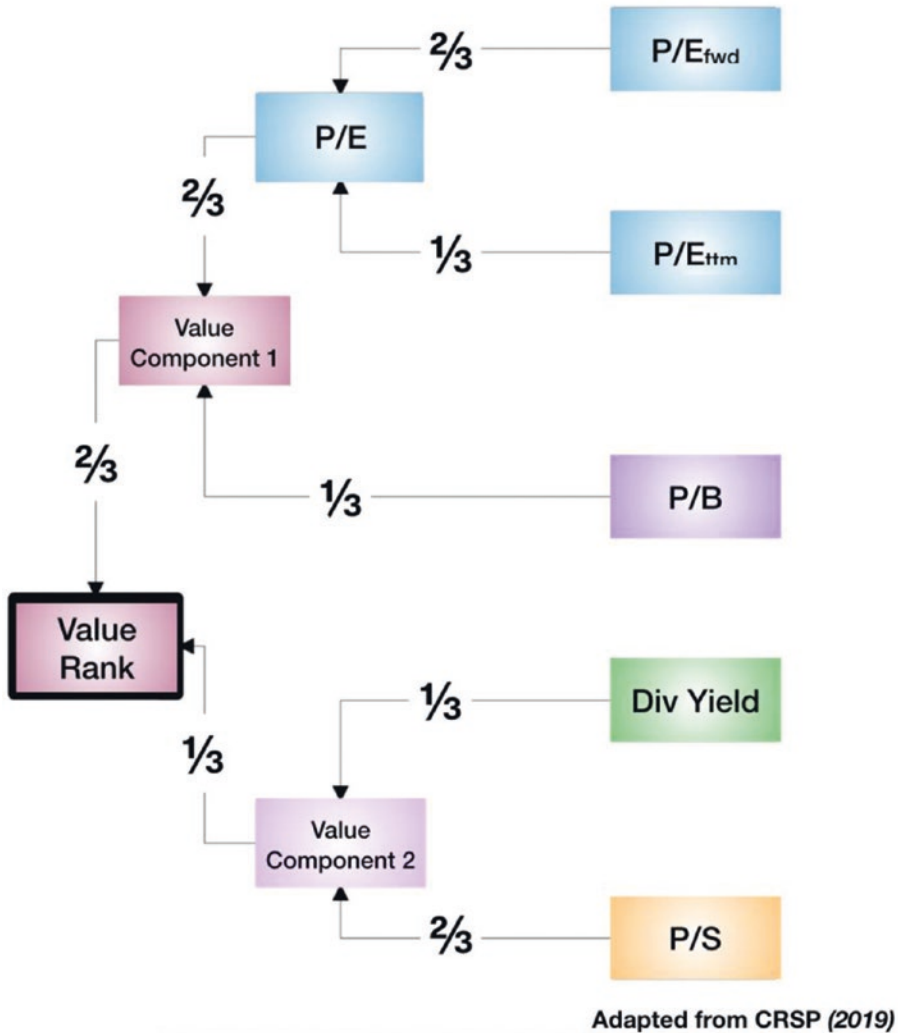 ⅔
P/Efwd
P/E
⅔
⅓
P/Ettm
Value
Component 1
⅔
⅓
P/B
Value
Rank
⅓
Div Yield
⅓
Value
Component 2
⅔
P/S
Adapted from CRSP (2019)